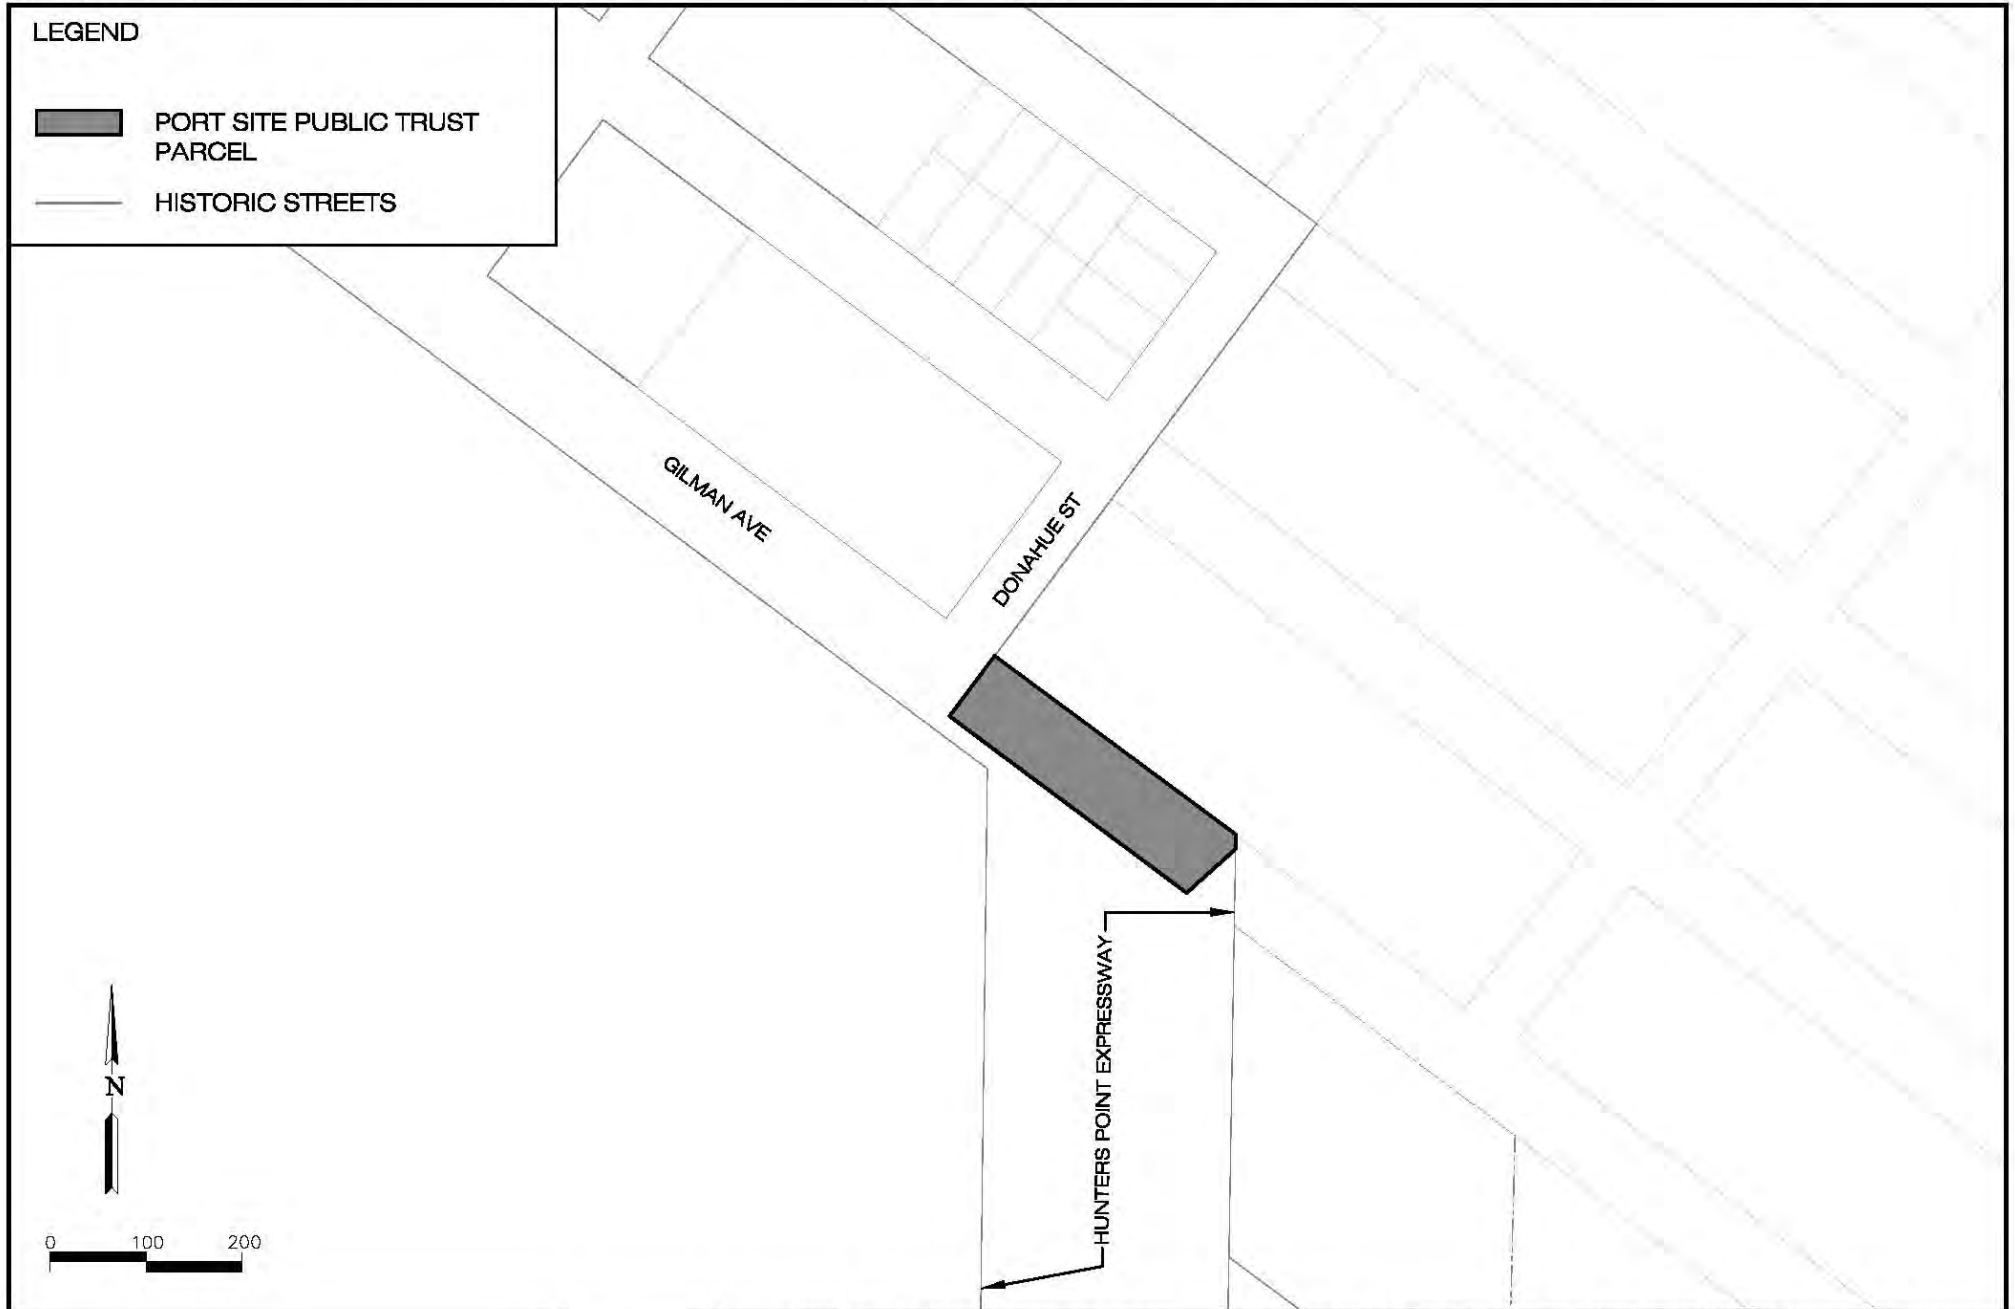 LEGEND
PORT SITE PUBLIC TRUST
PARCEL
HISTORIC STREETS
GILMAN AVE
DONAHUE ST
HUNTERS POINT EXPRESSWAY
N
0 100 200